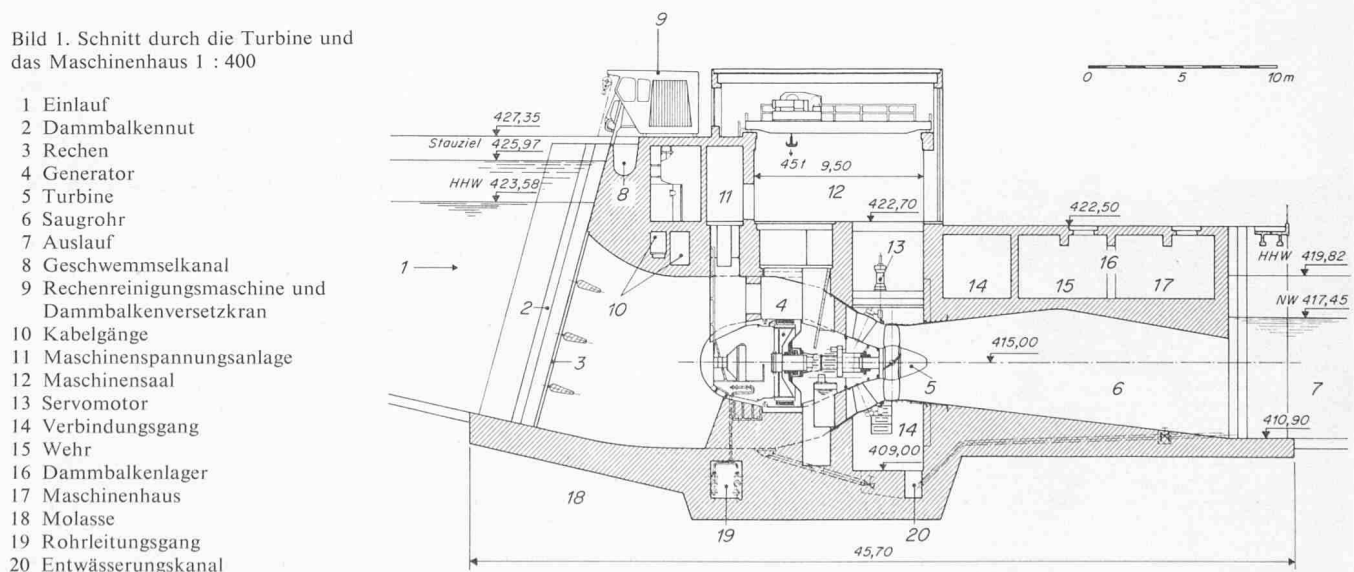 Bild 1. Schnitt durch die Turbine und
das Maschinenhaus 1 : 400
1 Einlauf
2 Dammbalkennut
3 Rechen
4 Generator
5 Turbine
6 Saugrohr
7 Auslauf
8 Geschwemmselkanal
9 Rechenreinigungsmaschine und
Dammbalkenversetzkran
10 Kabelgänge
11 Maschinenspannungsanlage
12 Maschinensaal
13 Servomotor
14 Verbindungsgang
15 Wehr
16 Dammbalkenlager
17 Maschinenhaus
18 Molasse
19 Rohrleitungsgang
20 Entwässerungskanal
9
0 5 10 m
427,35
Stauziel 425,97
HHW 423,58
45 t
9,50
8
11
12
422,70
422,50
13
HHW 419,82
1
10
14
15
16
17
NW 417,45
2
4
3
415,00
5
6
7
14
410,90
409,00
18
19
20
45,70